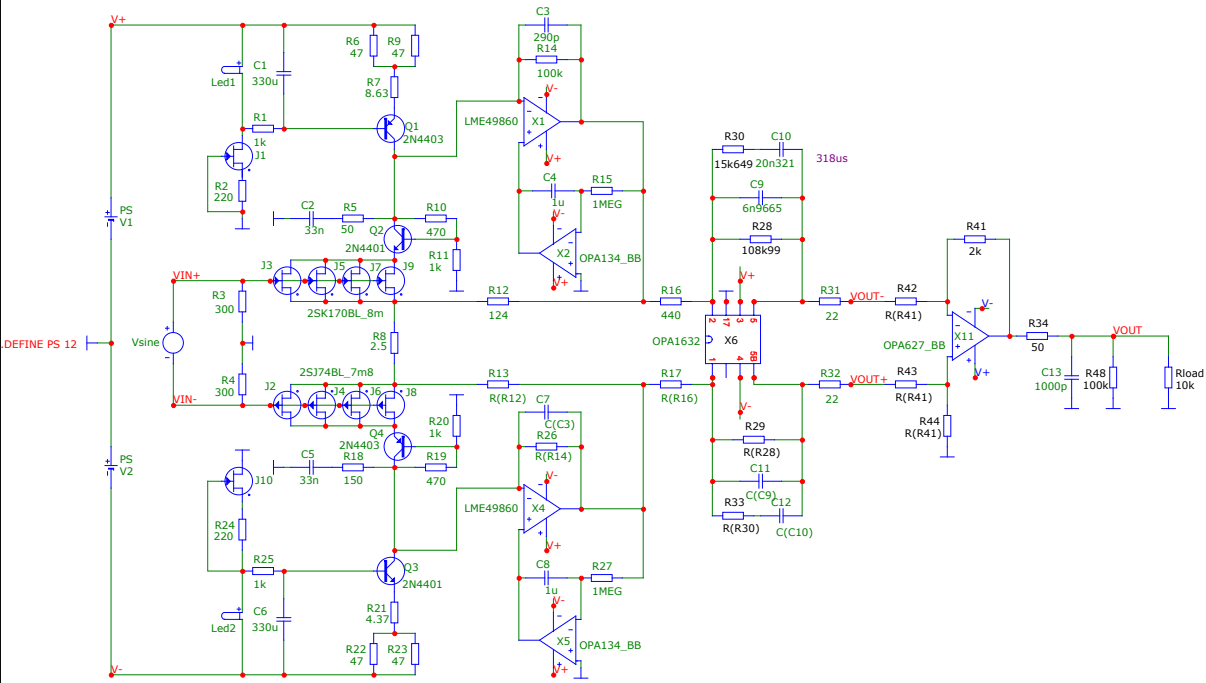 V+
C3
290p
R14
100k
R6
47
R9
47
Led1
C1
330u
R7
8.63
V-
LME49860
X1
V+
R1
1k
Q1
2N4403
J1
R2
220
R30
15k649
C10
20n321
318us
C4
1u
R15
1MEG
C9
6n9665
PS
V1
C2
33n
R5
50
R10
470
Q2
2N4401
R11
1k
V-
X2
OPA134_BB
V+
R28
108k99
R41
2k
J3
J5
J7
J9
2SK170BL_8m
VIN+
R3
300
R12
124
R16
440
V+
2
17
3
5
OPA1632
X6
1
4
5B
V-
R31
22
VOUT-
R42
R(R41)
V-
X11
OPA627_BB
V+
R34
50
VOUT
.DEFINE PS 12
Vsine
R8
2.5
C13
1000p
R48
100k
Rload
10k
R4
300
VIN-
2SJ74BL_7m8
J2
J4
J6
J8
R13
R(R12)
R17
R(R16)
R32
22
VOUT+
R43
R(R41)
R44
R(R41)
C7
C(C3)
R26
R(R14)
R20
1k
Q4
2N4403
R29
R(R28)
PS
V2
C5
33n
R18
150
R19
470
V-
LME49860
X4
V+
C11
C(C9)
J10
R24
220
R33
R(R30)
C12
C(C10)
R25
1k
Q3
2N4401
C8
1u
R27
1MEG
Led2
C6
330u
R21
4.37
V-
X5
OPA134_BB
V+
R22
47
R23
47
V-